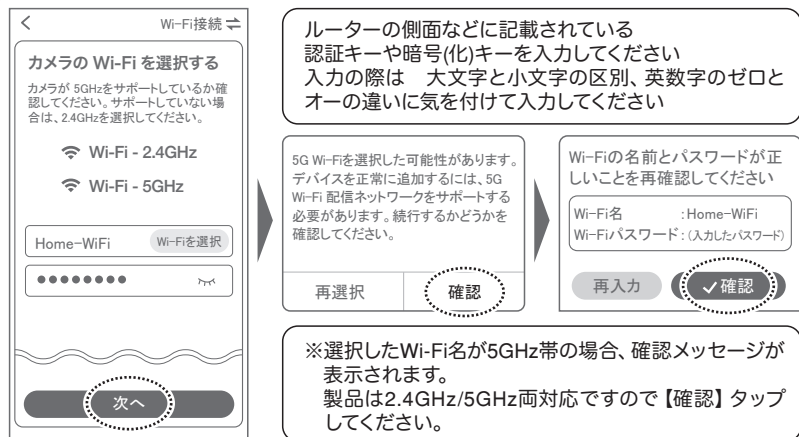 Wi-Fi接続
カメラの Wi-Fi を選択する
カメラが 5GHzをサポートしているか確
認してください。サポートしていない場
合は、2.4GHzを選択してください。
Wi-Fi - 2.4GHz
Wi-Fi - 5GHz
Home-WiFi
Wi-Fiを選択
●●●●●●●●
次へ
ルーターの側面などに記載されている
認証キーや暗号(化)キーを入力してください
入力の際は　大文字と小文字の区別、英数字のゼロと
オーの違いに気を付けて入力してください
5G Wi-Fiを選択した可能性があります。
デバイスを正常に追加するには、5G
Wi-Fi 配信ネットワークをサポートする
必要があります。続行するかどうかを
確認してください。
再選択
確認
Wi-Fiの名前とパスワードが正
しいことを再確認してください
Wi-Fi名　:Home-WiFi
Wi-Fiパスワード:(入力したパスワード)
再入力
✓確認
※選択したWi-Fi名が5GHz帯の場合、確認メッセージが
表示されます。
製品は2.4GHz/5GHz両対応ですので【確認】タップ
してください。